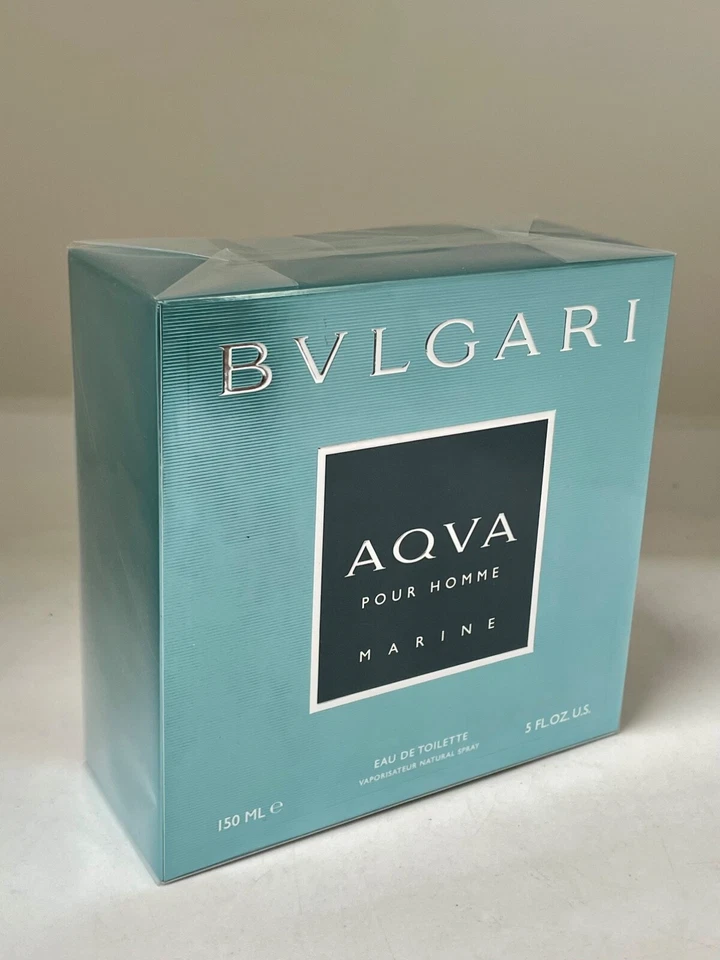 BVLGARI
AQVA
POUR HOMME
MARINE
EAU DE TOILETTE
VAPORISATEUR NATURAL SPRAY
5 FL.OZ. U.S.
150 ML ℮